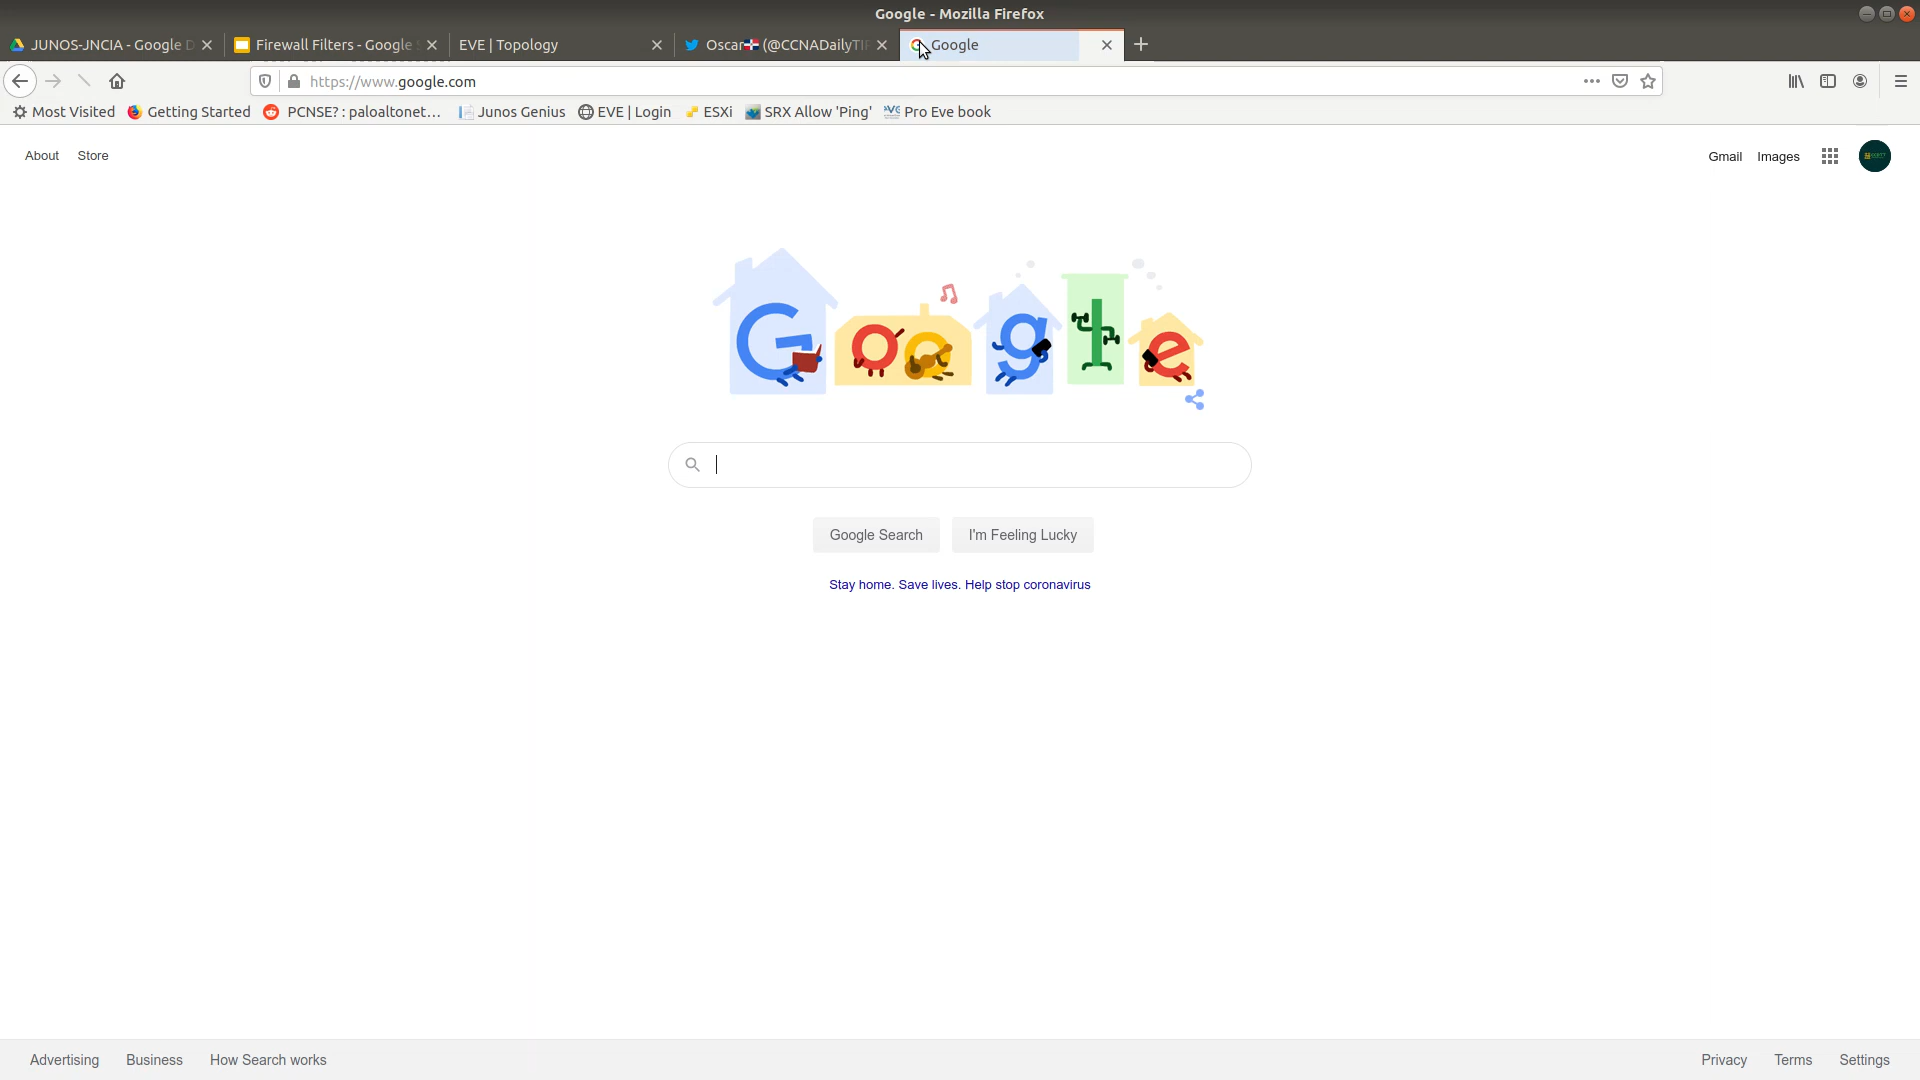 Google - Mozilla Firefox
JUNOS-JNCIA - Google D
Firewall Filters - Google
EVE | Topology
Oscar (@CCNADailyTI
Google
https://www.google.com
Most Visited
Getting Started
PCNSE? : paloaltonet...
Junos Genius
EVE | Login
ESXi
SRX Allow 'Ping'
Pro Eve book
About Store
Gmail Images
Google
Google Search
I'm Feeling Lucky
Stay home. Save lives. Help stop coronavirus
Advertising Business How Search works
Privacy Terms Settings